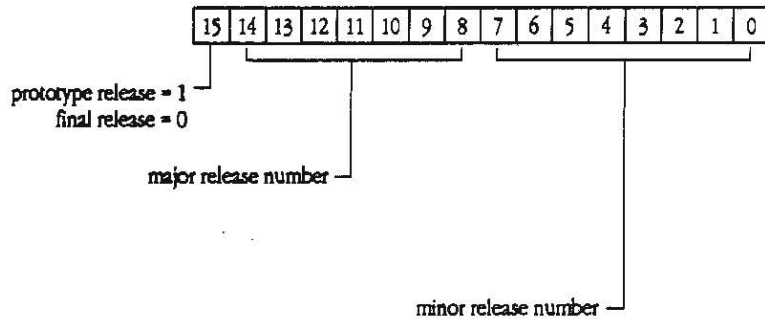 15 14 13 12 11 10 9 8 7 6 5 4 3 2 1 0
prototype release = 1
final release = 0
major release number
minor release number